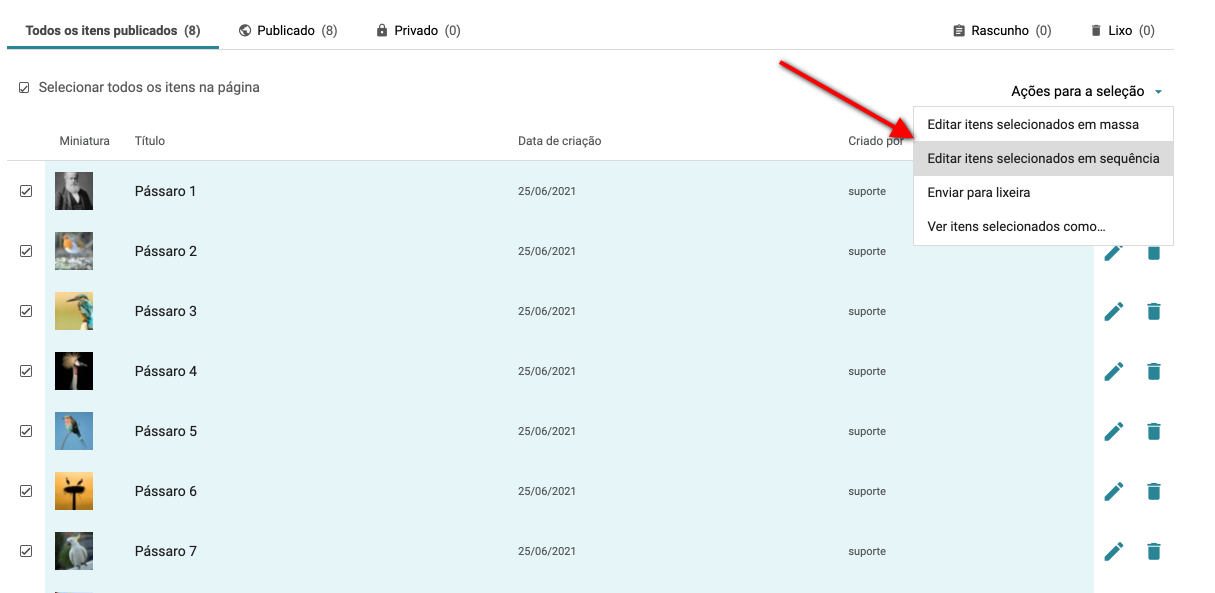 Todos os itens publicados (8) Publicado (8) Privado (0) Rascunho (0) Lixo (0)
Selecionar todos os itens na página
Ações para a seleção
Editar itens selecionados em massa
Editar itens selecionados em sequência
Enviar para lixeira
Ver itens selecionados como...
Miniatura Título Data de criação Criado por
Pássaro 1 25/06/2021 suporte
Pássaro 2 25/06/2021 suporte
Pássaro 3 25/06/2021 suporte
Pássaro 4 25/06/2021 suporte
Pássaro 5 25/06/2021 suporte
Pássaro 6 25/06/2021 suporte
Pássaro 7 25/06/2021 suporte